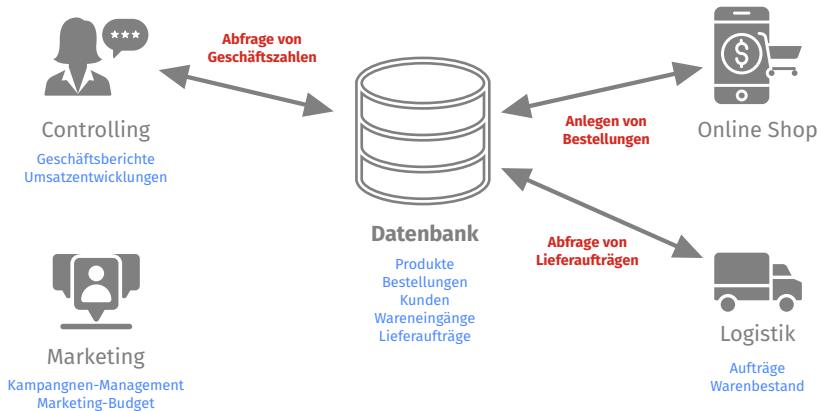 Abfrage von
Geschäftszahlen
Controlling
Geschäftsberichte
Umsatzentwicklungen
Anlegen von
Bestellungen
Online Shop
Datenbank
Produkte
Bestellungen
Kunden
Wareneingänge
Lieferaufträge
Abfrage von
Lieferaufträgen
Marketing
Kampangnen-Management
Marketing-Budget
Logistik
Aufträge
Warenbestand